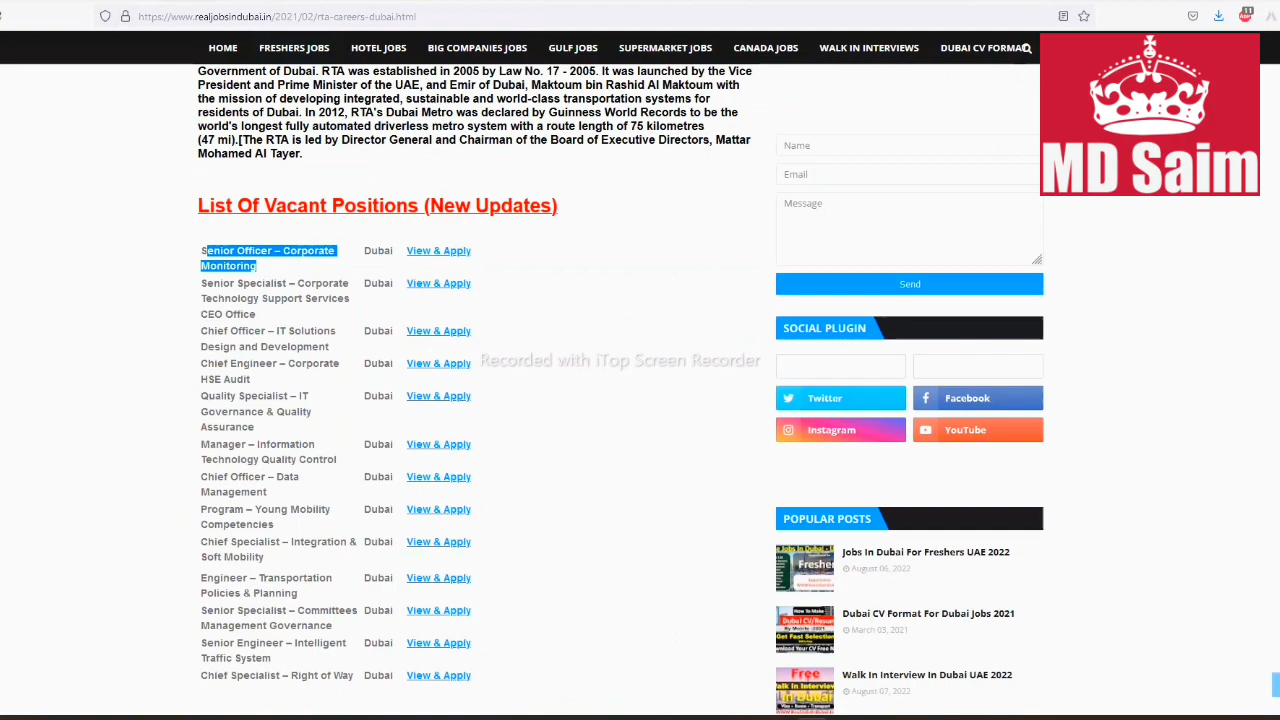 https://www.realjobsindubai.in/2021/02/rta-careers-dubai.html
11
HOME FRESHERS JOBS HOTEL JOBS BIG COMPANIES JOBS GULF JOBS SUPERMARKET JOBS CANADA JOBS WALK IN INTERVIEWS DUBAI CV FORMAT
MD Saim
Government of Dubai. RTA was established in 2005 by Law No. 17 - 2005. It was launched by the Vice
President and Prime Minister of the UAE, and Emir of Dubai, Maktoum bin Rashid Al Maktoum with
the mission of developing integrated, sustainable and world-class transportation systems for
residents of Dubai. In 2012, RTA's Dubai Metro was declared by Guinness World Records to be the
world's longest fully automated driverless metro system with a route length of 75 kilometres
(47 mi).[The RTA is led by Director General and Chairman of the Board of Executive Directors, Mattar
Mohamed Al Tayer.
List Of Vacant Positions (New Updates)
Senior Officer – Corporate Dubai View & Apply
Monitoring
Senior Specialist – Corporate Dubai View & Apply
Technology Support Services
CEO Office
Chief Officer – IT Solutions Dubai View & Apply
Design and Development
Chief Engineer – Corporate Dubai View & Apply
HSE Audit
Quality Specialist – IT Dubai View & Apply
Governance & Quality
Assurance
Manager – Information Dubai View & Apply
Technology Quality Control
Chief Officer – Data Dubai View & Apply
Management
Program – Young Mobility Dubai View & Apply
Competencies
Chief Specialist – Integration & Dubai View & Apply
Soft Mobility
Engineer – Transportation Dubai View & Apply
Policies & Planning
Senior Specialist – Committees Dubai View & Apply
Management Governance
Senior Engineer – Intelligent Dubai View & Apply
Traffic System
Chief Specialist – Right of Way Dubai View & Apply
Recorded with iTop Screen Recorder
Name
Email
Message
Send
SOCIAL PLUGIN
Twitter Facebook
Instagram YouTube
POPULAR POSTS
Jobs In Dubai For Freshers UAE 2022
August 06, 2022
Dubai CV Format For Dubai Jobs 2021
March 03, 2021
Walk In Interview In Dubai UAE 2022
August 07, 2022